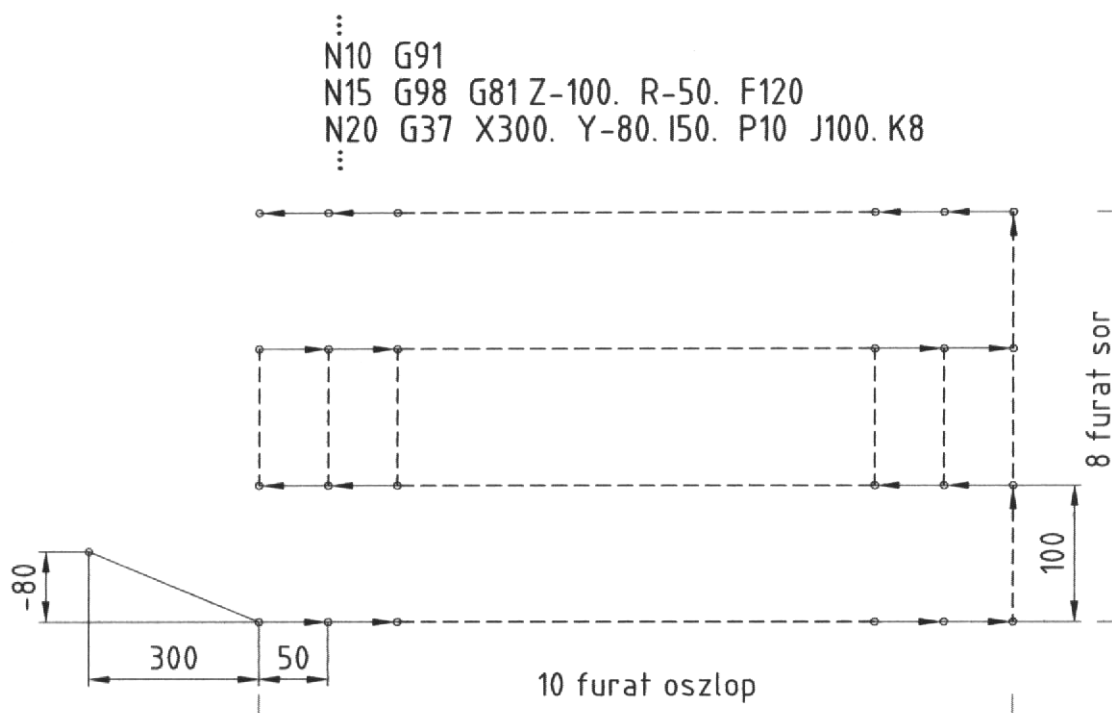 N10 G91
N15 G98 G81 Z-100. R-50. F120
N20 G37 X300. Y-80. I50. P10 J100. K8
8 furat sor
100
-80
300
50
10 furat oszlop